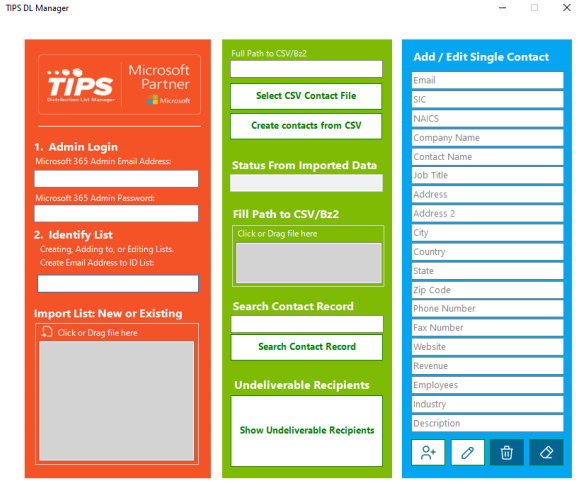 TIPS DL Manager
TIPS
Distribution List Manager
Microsoft
Partner
Microsoft
1. Admin Login
Microsoft 365 Admin Email Address:
Microsoft 365 Admin Password:
2. Identify List
Creating, Adding to, or Editing Lists.
Create Email Address to ID List:
Import List: New or Existing
Click or Drag file here
Full Path to CSV/Bz2
Select CSV Contact File
Create contacts from CSV
Status From Imported Data
Fill Path to CSV/Bz2
Click or Drag file here
Search Contact Record
Search Contact Record
Undeliverable Recipients
Show Undeliverable Recipients
Add / Edit Single Contact
Email
SIC
NAICS
Company Name
Contact Name
Job Title
Address
Address 2
City
Country
State
Zip Code
Phone Number
Fax Number
Website
Revenue
Employees
Industry
Description